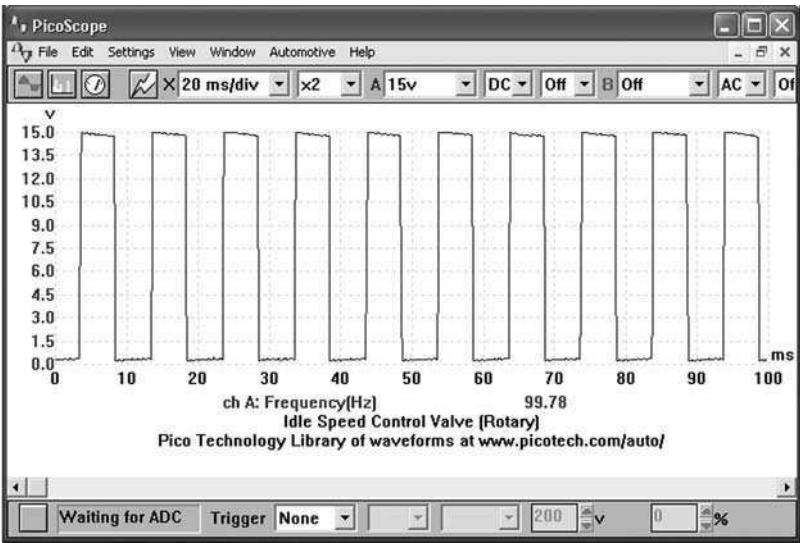 PicoScope
File Edit Settings View Window Automotive Help
X 20 ms/div x2 A 15v DC Off B Off AC Of
v
15.0
13.5
12.0
10.5
9.0
7.5
6.0
4.5
3.0
1.5
0.0
ms
0 10 20 30 40 50 60 70 80 90 100
ch A: Frequency(Hz) 99.78
Idle Speed Control Valve (Rotary)
Pico Technology Library of waveforms at www.picotech.com/auto/
Waiting for ADC Trigger None 200 v 0 %